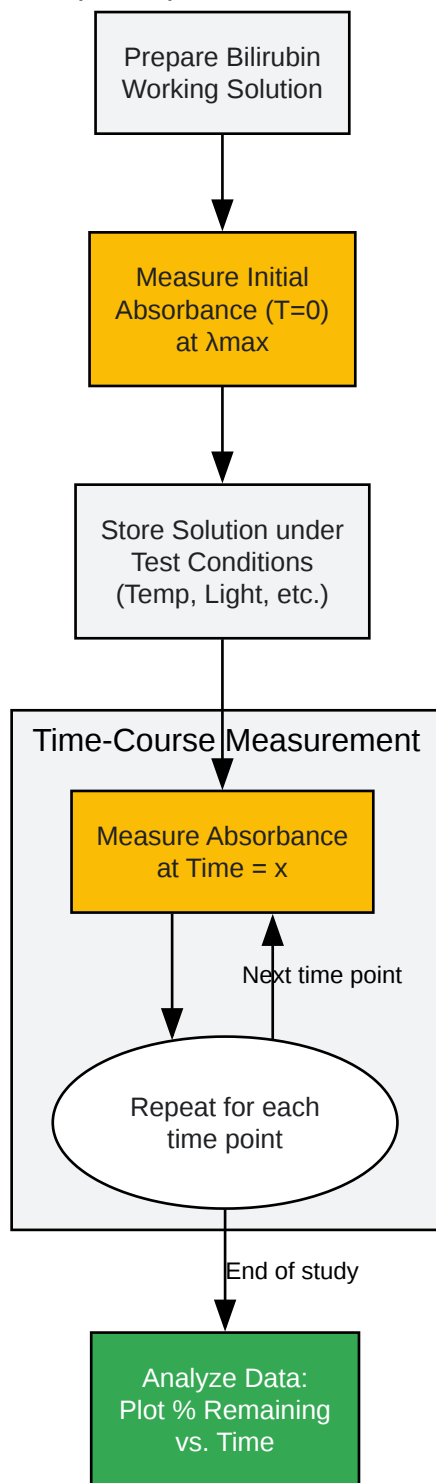 Prepare Bilirubin
Working Solution
Measure Initial
Absorbance (T=0)
at λmax
Store Solution under
Test Conditions
(Temp, Light, etc.)
Time-Course Measurement
Measure Absorbance
at Time = x
Next time point
Repeat for each
time point
End of study
Analyze Data:
Plot % Remaining
vs. Time